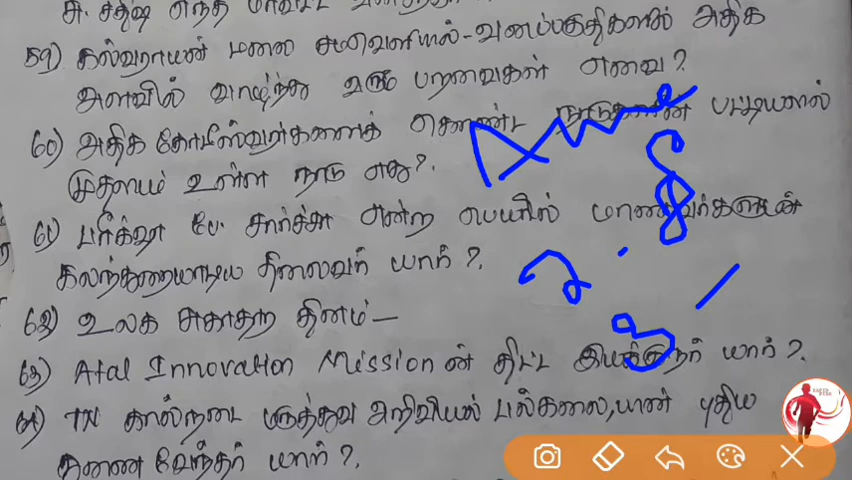 59) கல்வராயன் மலை சமவெளியில்-வனப்பகுதிகளில் அதிக
அளவில் வாழ்ந்து வரும் பறவைகள் எவை?
60) அதிக கோடீஸ்வரர்களைக் கொண்ட நாடுகளின் பட்டியலில்
முதலிடம் உள்ள நாடு எது?.
61) பரிக்ஷா பே சார்ச்சா என்ற பெயரில் மாணவர்களுடன்
கலந்துரையாடிய தலைவர் யார்?.
62) உலக சுகாதார தினம்—
63) Atal Innovation Mission ன் திட்ட இயக்குநர் யார்?.
64) TN கால்நடை மருத்துவ அறிவியல் பல்கலை,யின் புதிய
துணை வேந்தர் யார்?.